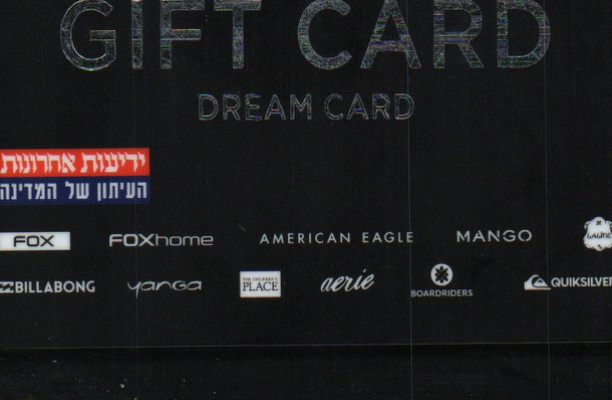 GIFT CARD
DREAM CARD
ידיעות אחרונות
העיתון של המדינה
FOX FOXhome AMERICAN EAGLE MANGO Laline
BILLABONG yanga THE CHILDREN'S PLACE aerie BOARDRIDERS QUIKSILVER